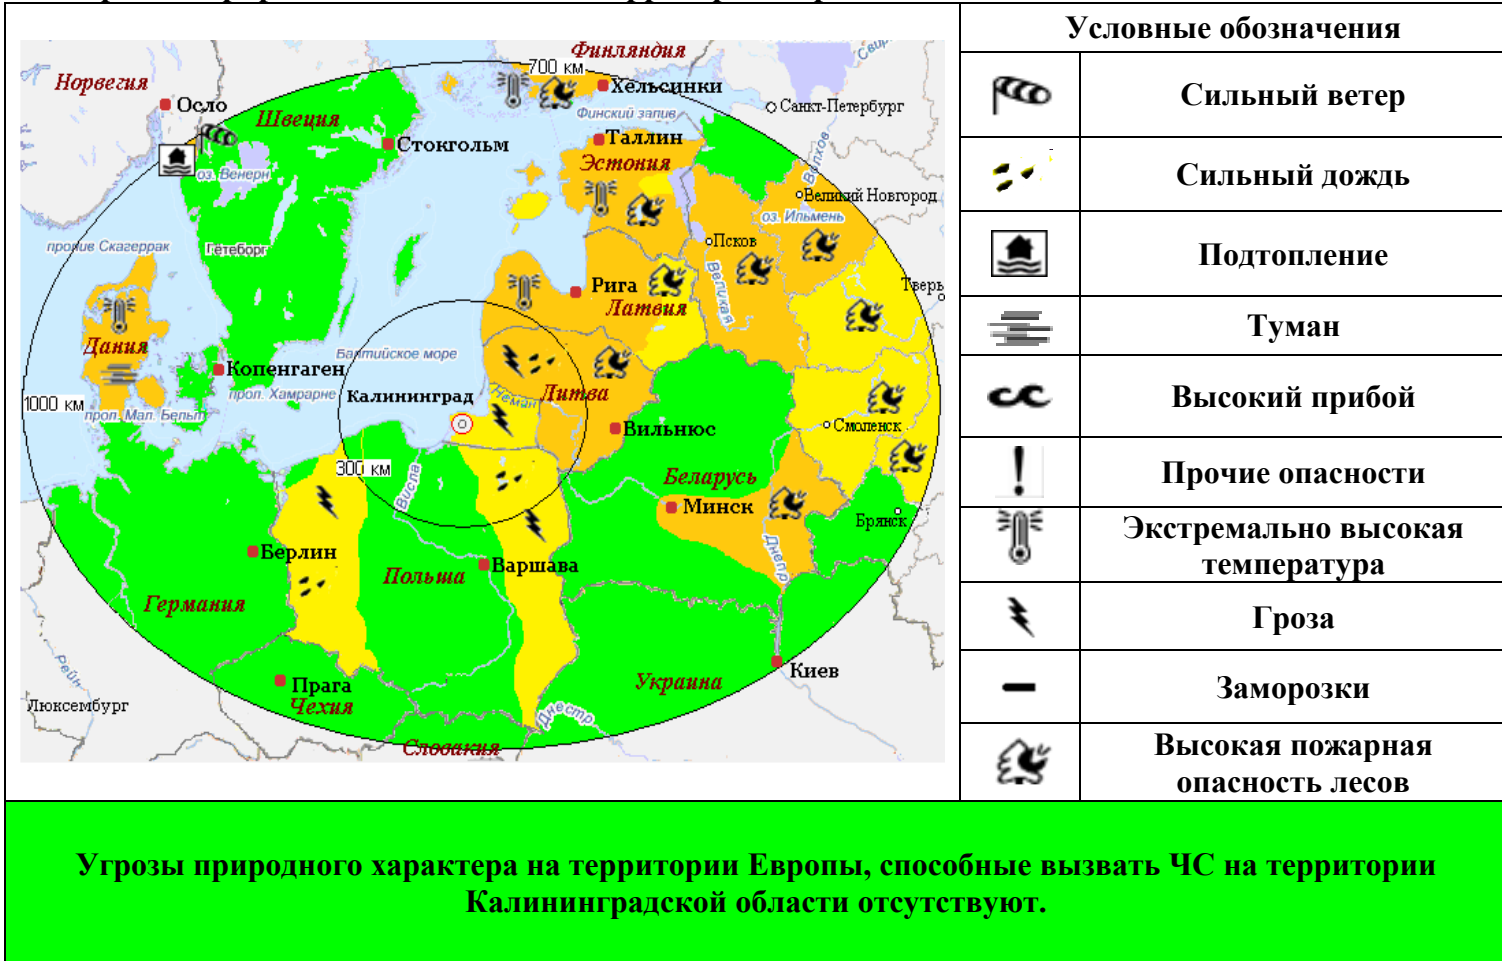 Финляндия
Свирь
700 км
Норвегия
Хельсинки
Осло
Санкт-Петербург
Швеция
Финский залив
Стокгольм
Таллин
Волхов
Эстония
оз. Венерн
Великий Новгород
оз. Ильмень
пролив Скагеррак
Гётеборг
Псков
Великая
Тверь
Рига
Латвия
Дания
Балтийское море
Копенгаген
Калининград
Неман
Литва
1000 км
прол. Мал. Бельт
прол. Хамрарне
Смоленск
Вильнюс
300 км
Висла
Беларусь
Минск
Брянск
Днепр
Берлин
Варшава
Польша
Германия
Рейн
Киев
Прага
Украина
Чехия
Люксембург
Днестр
Словакия
Условные обозначения
Сильный ветер
Сильный дождь
Подтопление
Туман
Высокий прибой
Прочие опасности
Экстремально высокая
температура
Гроза
Заморозки
Высокая пожарная
опасность лесов
Угрозы природного характера на территории Европы, способные вызвать ЧС на территории
Калининградской области отсутствуют.